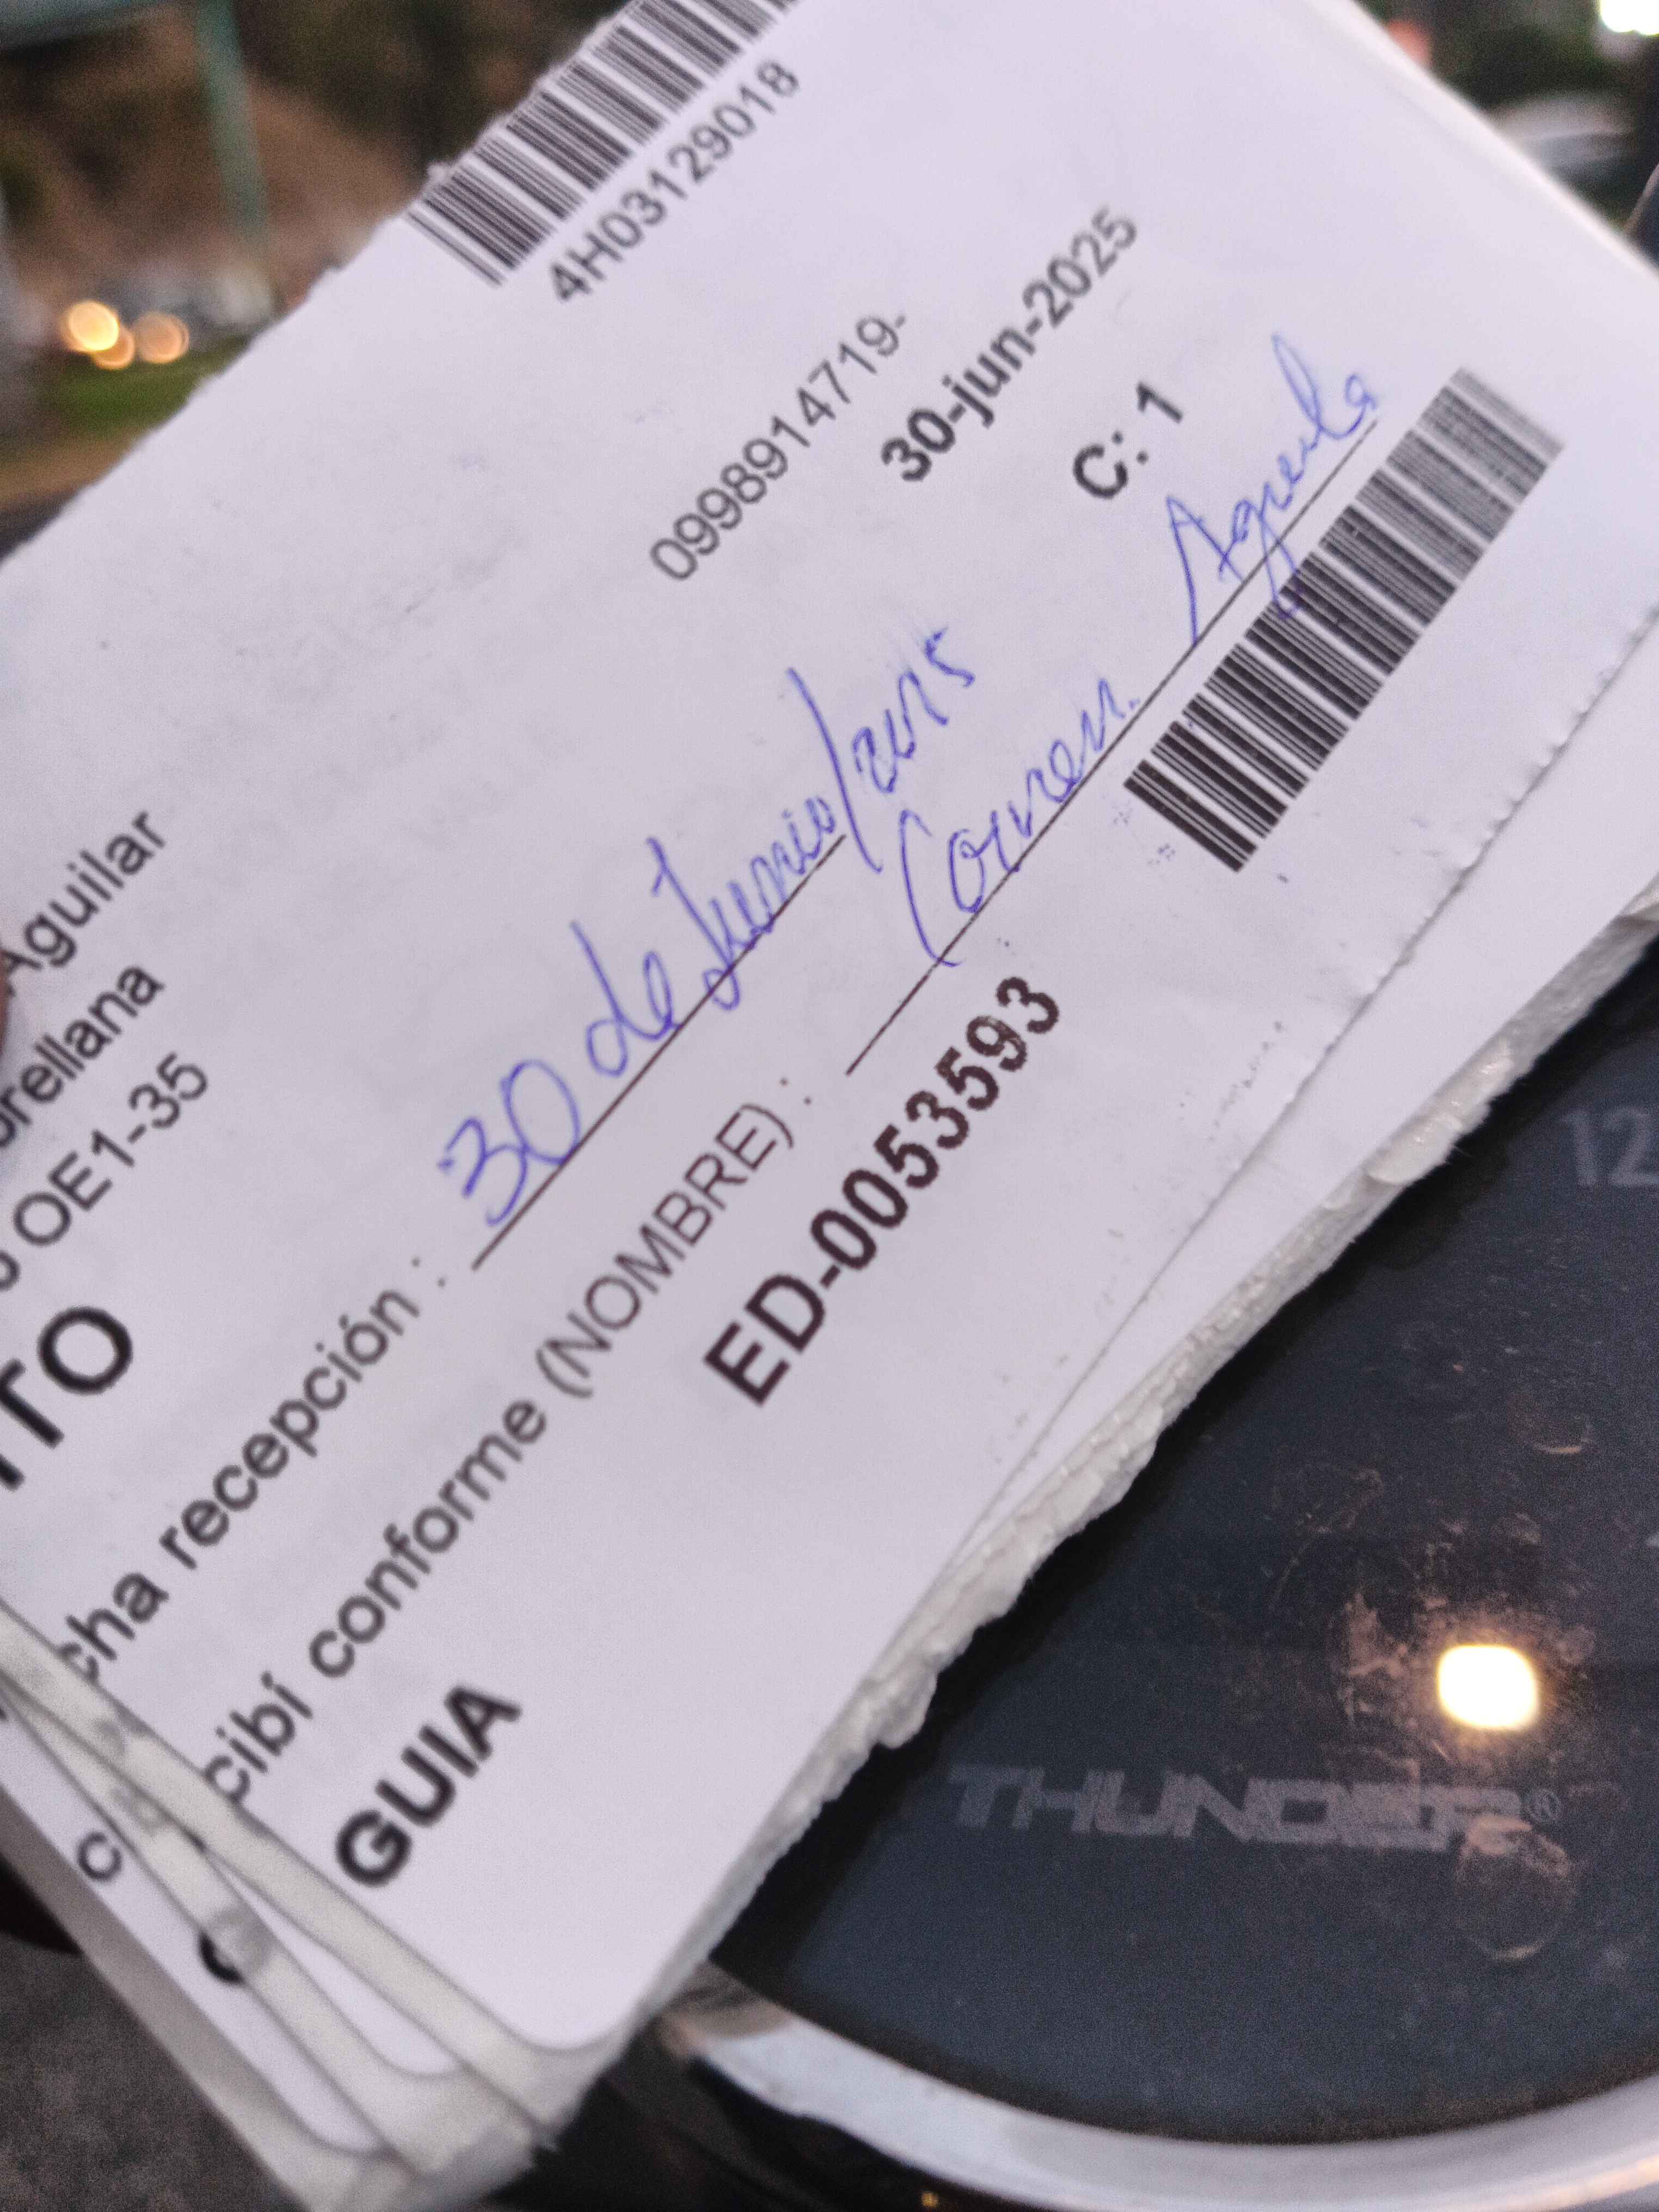 4H03129018
0998914719-
30-jun-2025
C: 1
Aguilar
rellana
OE1-35
TO
cha recepción : 30 de Junio/2025
cibí conforme (NOMBRE) : Carmen Aguila
GUIA ED-0053593
C
12
THUNDER®